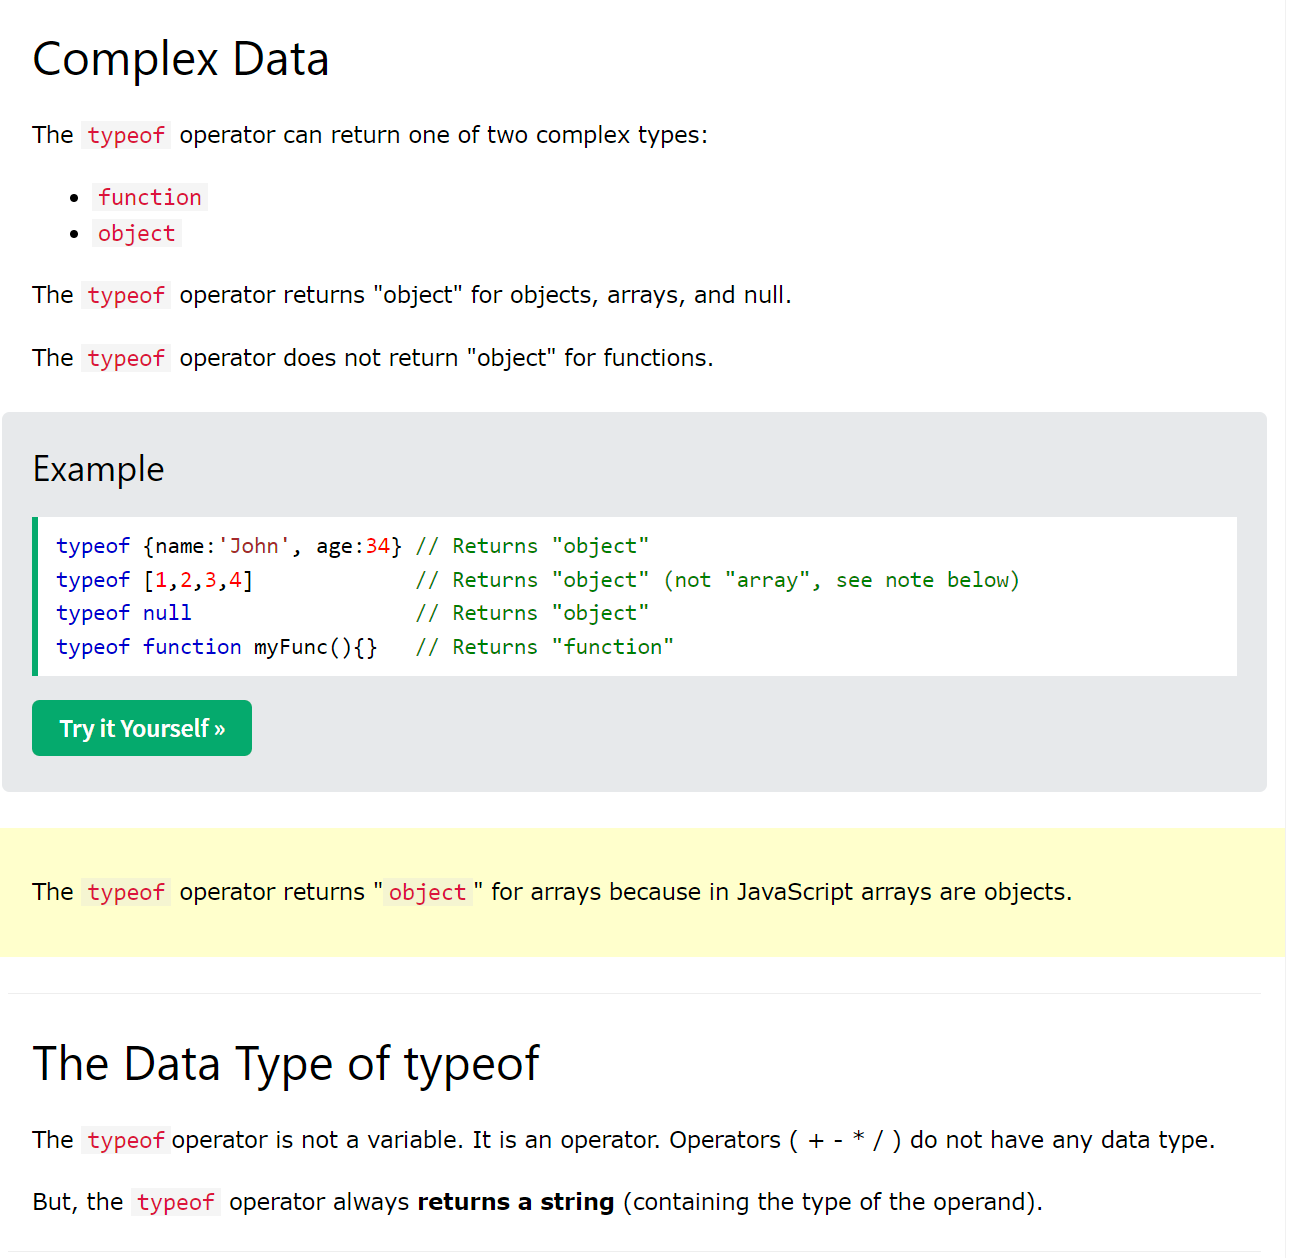 Complex Data
The typeof operator can return one of two complex types:
• function
• object
The typeof operator returns "object" for objects, arrays, and null.
The typeof operator does not return "object" for functions.
Example
typeof {name:'John', age:34} // Returns "object"
typeof [1,2,3,4]             // Returns "object" (not "array", see note below)
typeof null                  // Returns "object"
typeof function myFunc(){}   // Returns "function"
Try it Yourself »
The typeof operator returns "object" for arrays because in JavaScript arrays are objects.
The Data Type of typeof
The typeof operator is not a variable. It is an operator. Operators ( + - * / ) do not have any data type.
But, the typeof operator always returns a string (containing the type of the operand).